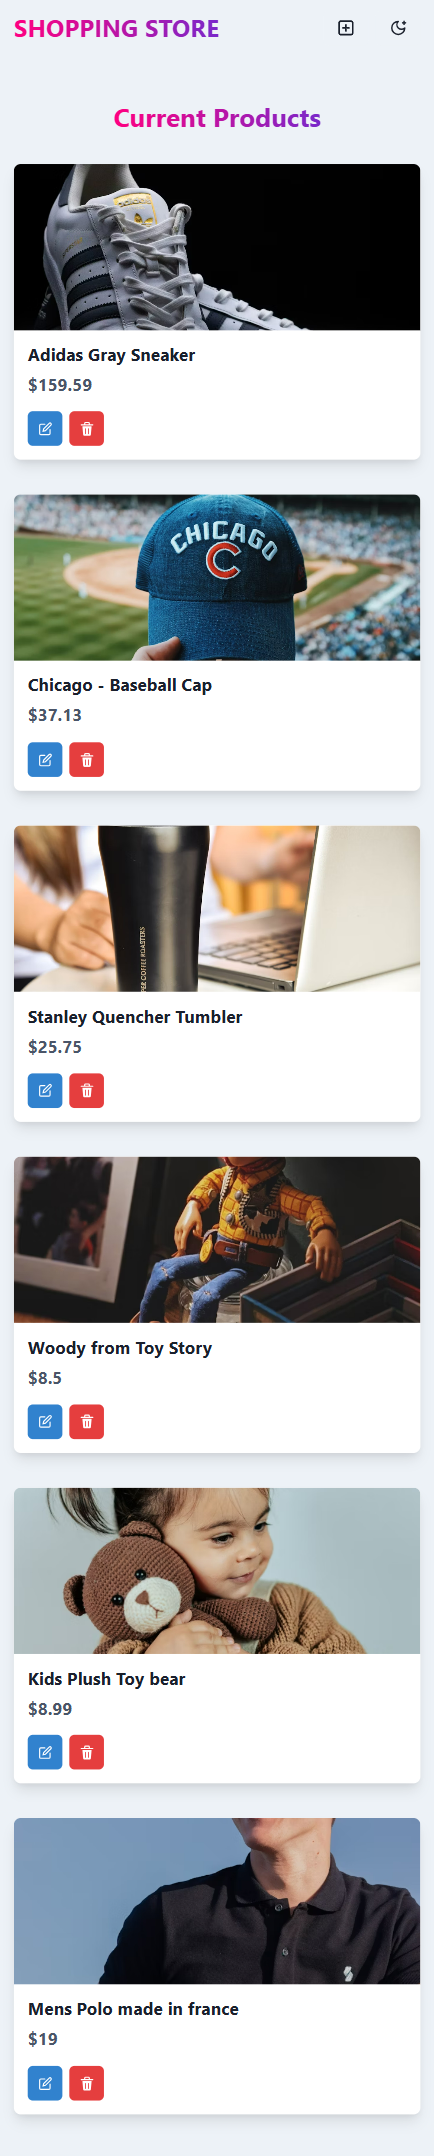 SHOPPING STORE
Current Products
Adidas Gray Sneaker
$159.59
CHICAGO
C
Chicago - Baseball Cap
$37.13
PER COFFEE ROASTERS
Stanley Quencher Tumbler
$25.75
Woody from Toy Story
$8.5
Kids Plush Toy bear
$8.99
Mens Polo made in france
$19